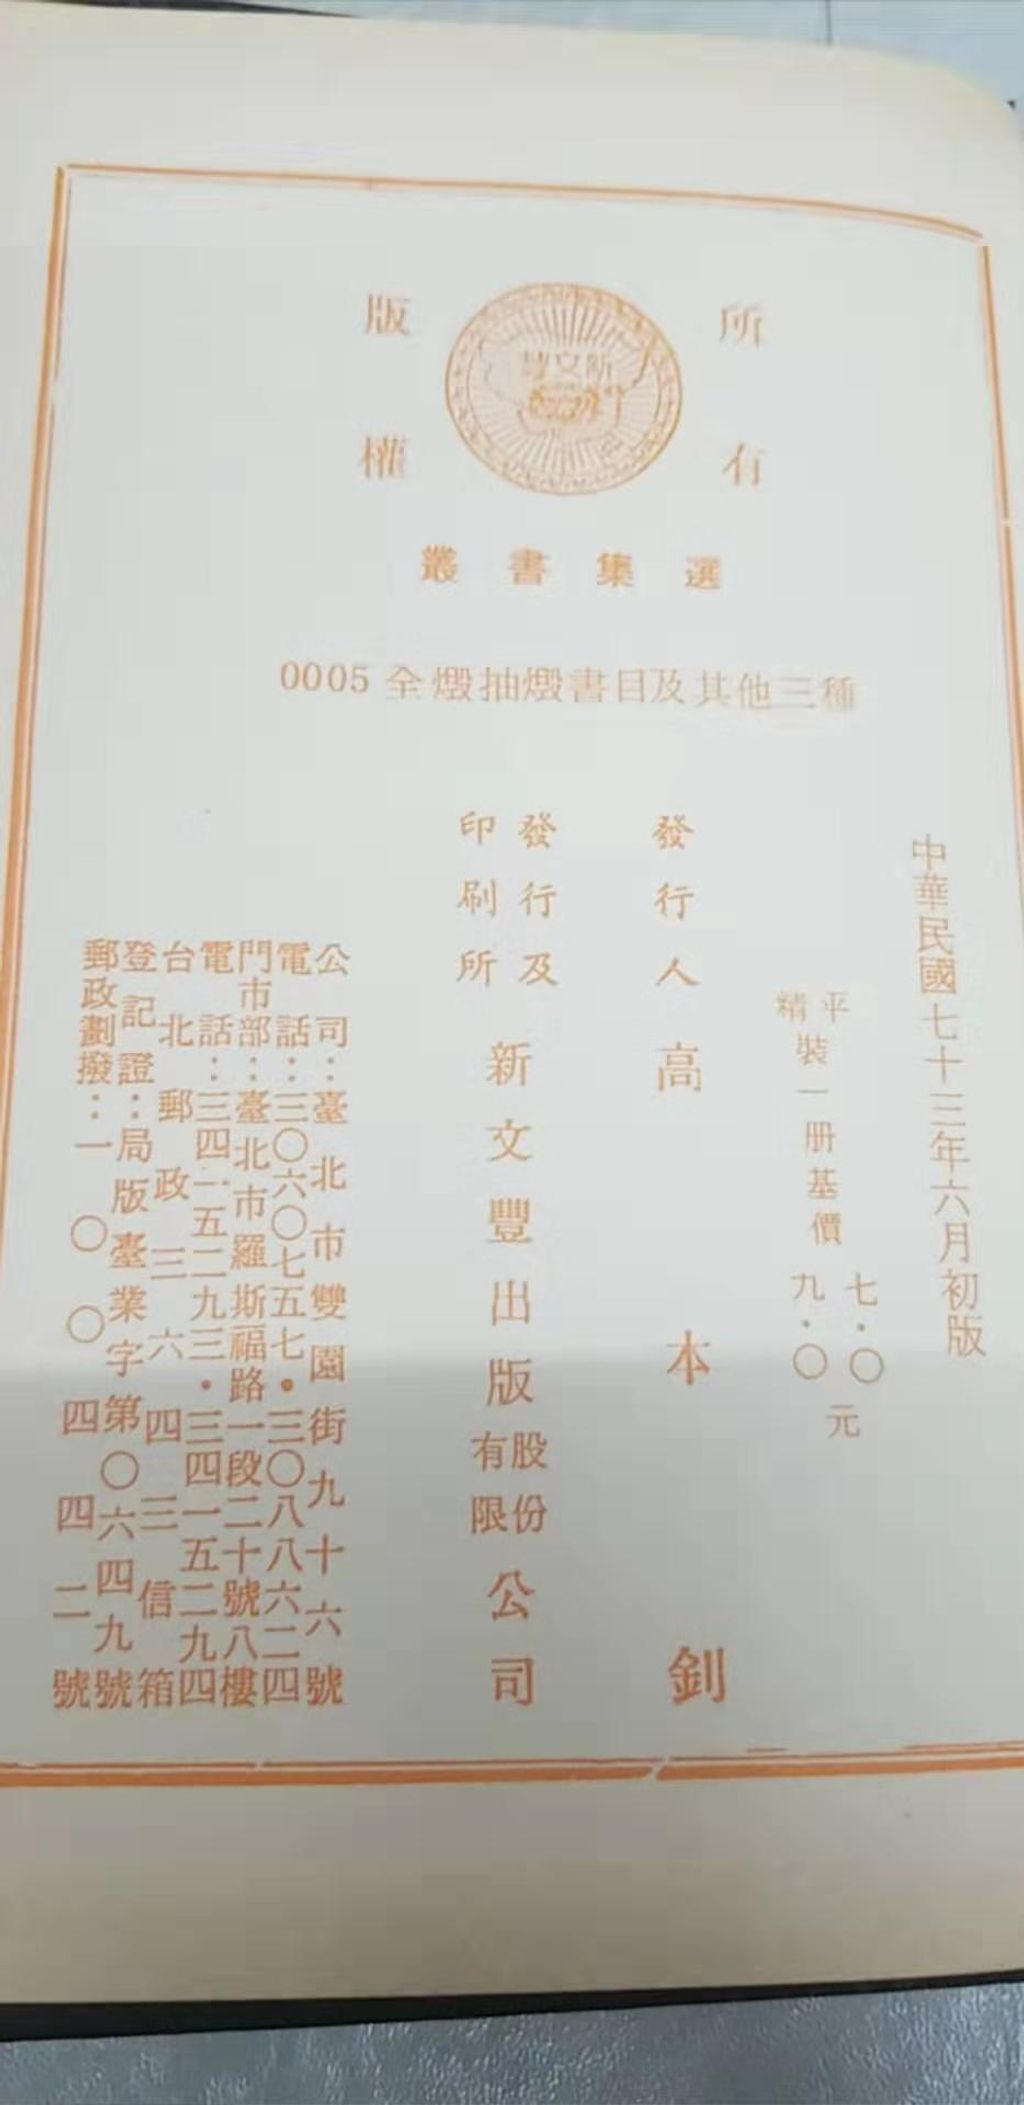 版權所有
新文豐
叢書集選
0005 全燬抽燬書目及其他三種
中華民國七十三年六月初版
平裝一册基價七.〇元
精裝一册基價九.〇元
發行人 高本釗
發行及印刷所 新文豐出版股份有限公司
公司：臺北市雙園街九十六號
電話：三〇六〇七五七•三〇八八六二四
門市部：臺北市羅斯福路一段二十號八樓
電話：三四一五二九三•三四一五二九四
台北郵政三六四三信箱
登記證：局版臺業字第〇六四九號
郵政劃撥：一〇〇四四二號